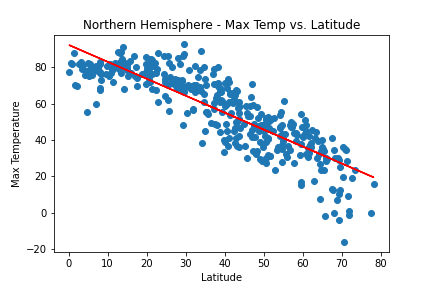 Northern Hemisphere - Max Temp vs. Latitude
Max Temperature
80
60
40
20
0
−20
0 10 20 30 40 50 60 70 80
Latitude